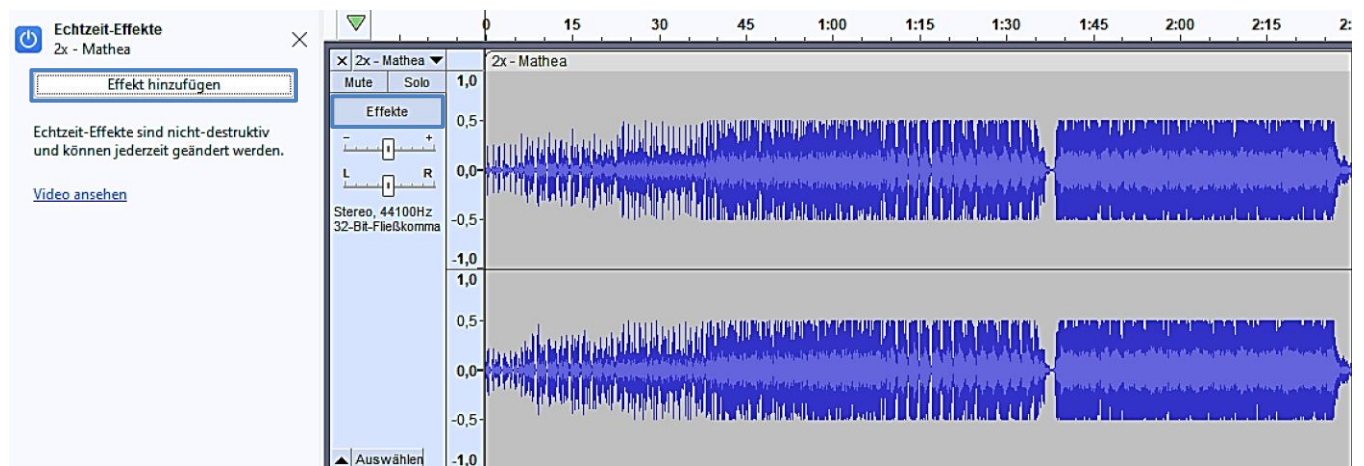 Echtzeit-Effekte
2x - Mathea
Effekt hinzufügen
Echtzeit-Effekte sind nicht-destruktiv
und können jederzeit geändert werden.
Video ansehen
0 15 30 45 1:00 1:15 1:30 1:45 2:00 2:15 2:
2x - Mathea
2x - Mathea
Mute Solo
Effekte
- +
L R
Stereo, 44100Hz
32-Bit-Fließkomma
Auswählen
1,0
0,5
0,0
-0,5
-1,0
1,0
0,5
0,0
-0,5
-1,0